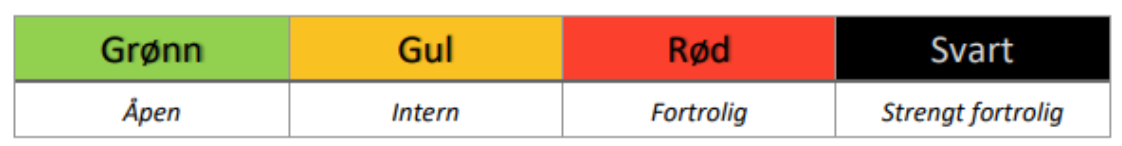 Grønn Gul Rød Svart
Åpen Intern Fortrolig Strengt fortrolig